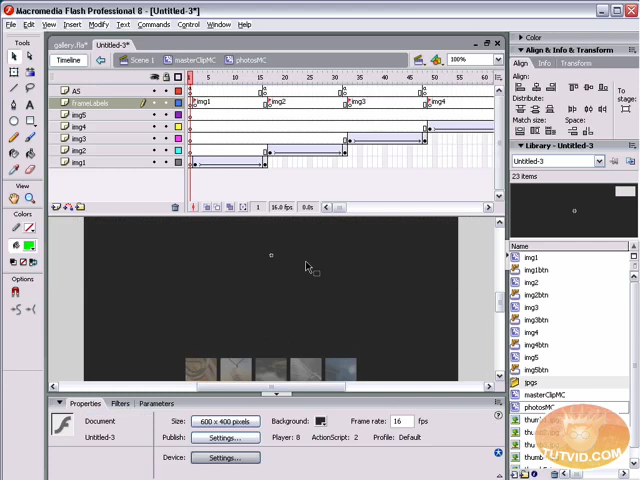 Macromedia Flash Professional 8 - [Untitled-3*]
File Edit View Insert Modify Text Commands Control Window Help
Tools
gallery.fla* Untitled-3*
Timeline Scene 1 masterClipMC photosMC 100%
1 5 10 15 20 25 30 35 40 45 50 55 60
AS
frameLabels img1 img2 img3 img4
img5
img4
img3
img2
img1
1 16.0 fps 0.0s
View
Colors
Options
Properties Filters Parameters
Document Size: 600 x 400 pixels Background: Frame rate: 16 fps
Untitled-3 Publish: Settings... Player: 8 ActionScript: 2 Profile: Default
Device: Settings...
Color
Align & Info & Transform
Align Info Transform
Align:
To stage:
Distribute:
Match size: Space:
Library - Untitled-3
Untitled-3
23 items
Name
img1
img1btn
img2
img2btn
img3
img3btn
img4
img4btn
img5
img5btn
jpgs
masterClipMC
photosMC
TUTVID.COM